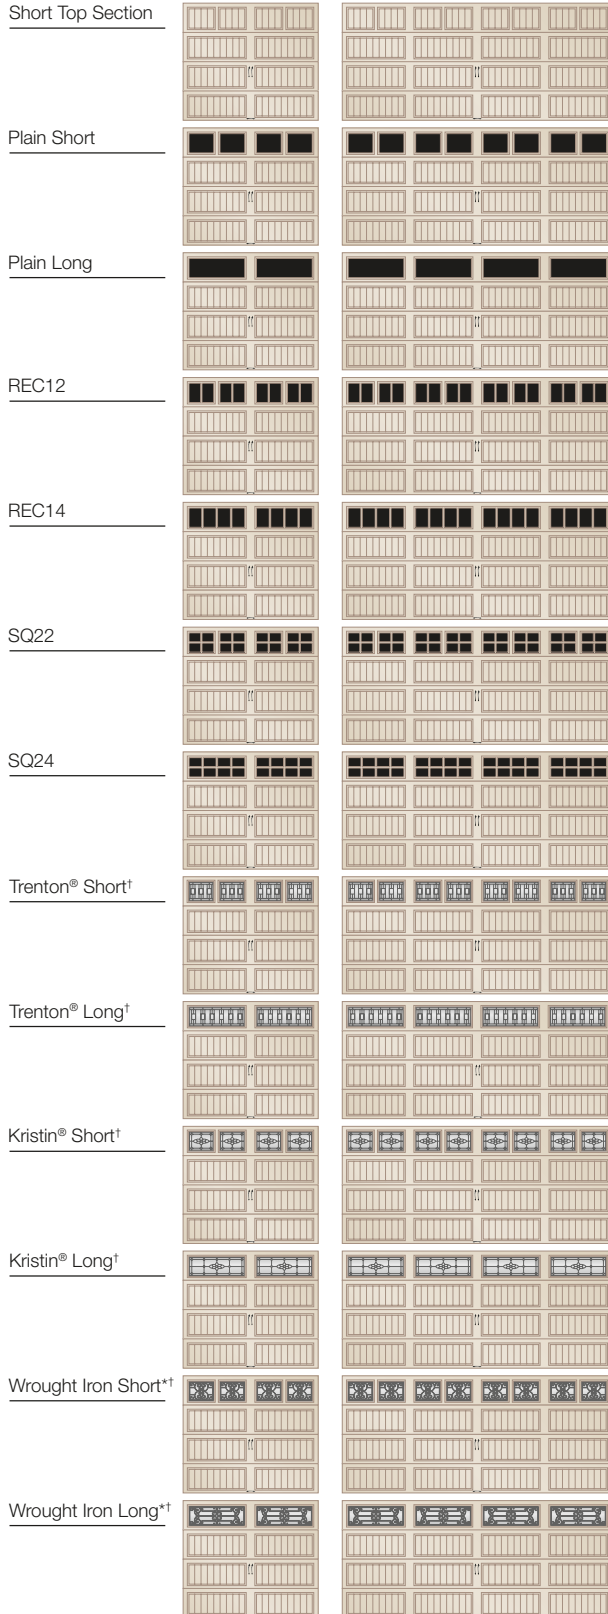 Short Top Section
Plain Short
Plain Long
REC12
REC14
SQ22
SQ24
Trenton® Short†
Trenton® Long†
Kristin® Short†
Kristin® Long†
Wrought Iron Short*†
Wrought Iron Long*†